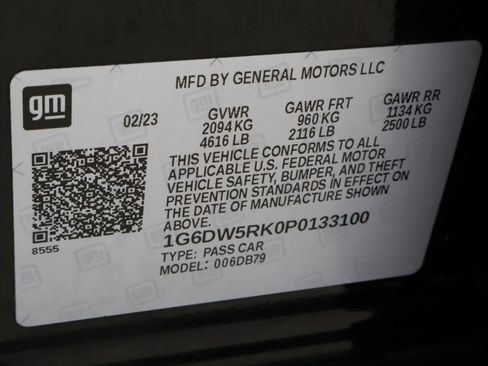 gm
MFD BY GENERAL MOTORS LLC
02/23 GVWR GAWR FRT GAWR RR
2094 KG 960 KG 1134 KG
4616 LB 2116 LB 2500 LB
THIS VEHICLE CONFORMS TO ALL
APPLICABLE U.S. FEDERAL MOTOR
VEHICLE SAFETY, BUMPER, AND THEFT
PREVENTION STANDARDS IN EFFECT ON
THE DATE OF MANUFACTURE SHOWN
ABOVE.
8555
1G6DW5RK0P0133100
TYPE: PASS CAR
MODEL: 006DB79